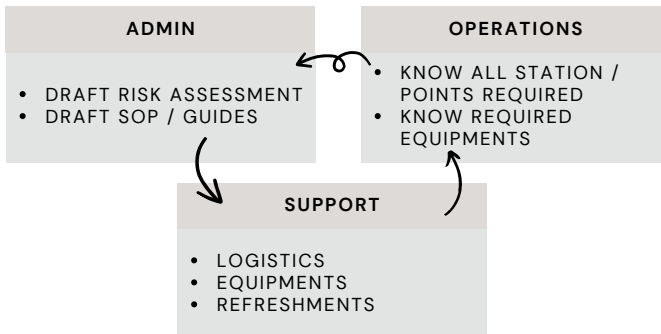 ADMIN
• DRAFT RISK ASSESSMENT
• DRAFT SOP / GUIDES
OPERATIONS
• KNOW ALL STATION /
POINTS REQUIRED
• KNOW REQUIRED
EQUIPMENTS
SUPPORT
• LOGISTICS
• EQUIPMENTS
• REFRESHMENTS